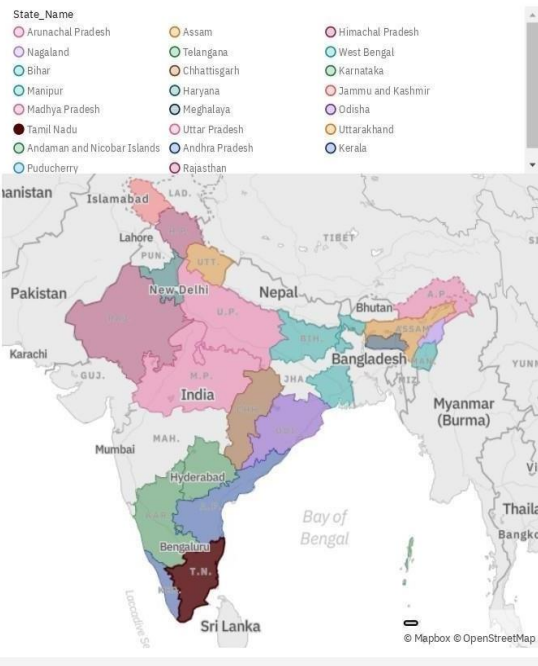 State_Name
Arunachal Pradesh
Assam
Himachal Pradesh
Nagaland
Telangana
West Bengal
Bihar
Chhattisgarh
Karnataka
Manipur
Haryana
Jammu and Kashmir
Madhya Pradesh
Meghalaya
Odisha
Tamil Nadu
Uttar Pradesh
Uttarakhand
Andaman and Nicobar Islands
Andhra Pradesh
Kerala
Puducherry
Rajasthan
Islamabad
LAD.
Lahore
TIBET
PUN.
UTT.
New Delhi
Pakistan
Nepal
A.P.
Bhutan
U.P.
ASSAM
BIH.
Karachi
Bangladesh
GUJ.
M.P.
JHA.
MIZ.
India
Myanmar
(Burma)
MAH.
Mumbai
Hyderabad
Bay of
Bengal
Bengaluru
T.N.
Sri Lanka
© Mapbox © OpenStreetMap